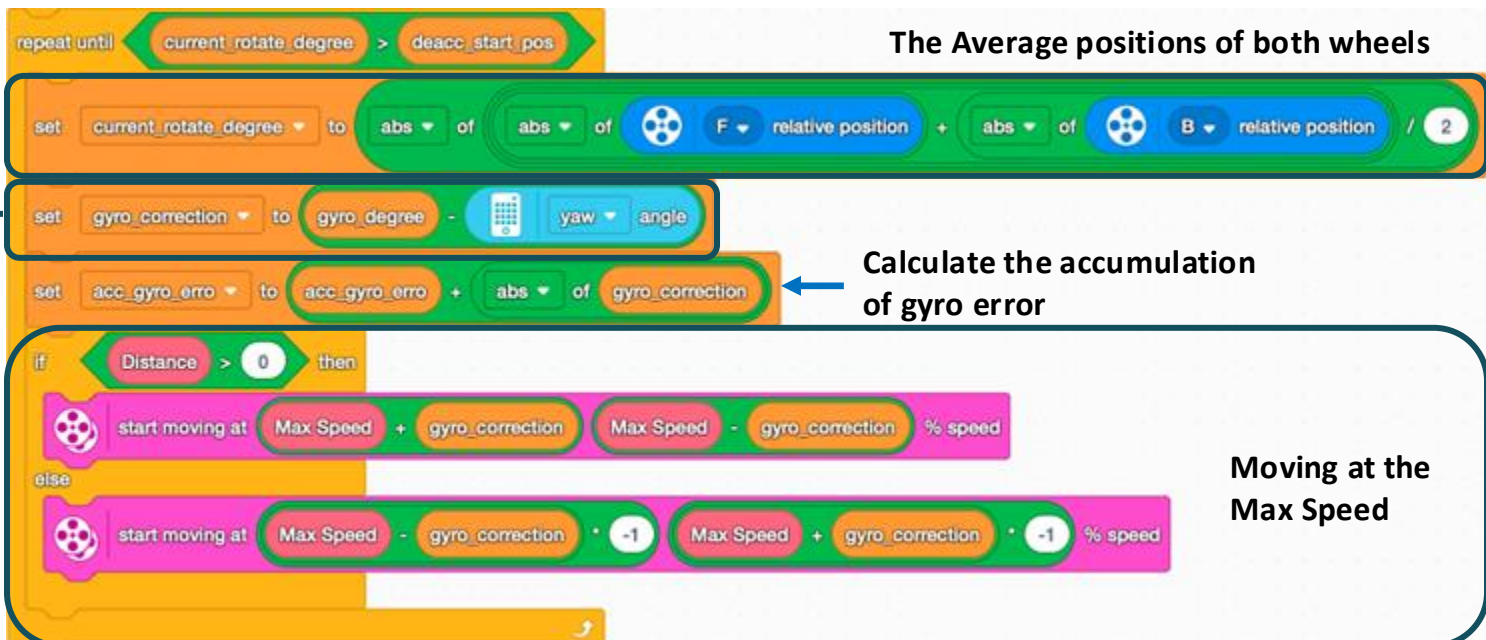 repeat until current_rotate_degree > deacc_start_pos
The Average positions of both wheels
set current_rotate_degree to abs of abs of F relative position + abs of B relative position / 2
set gyro_correction to gyro_degree - yaw angle
set acc_gyro_erro to acc_gyro_erro + abs of gyro_correction
Calculate the accumulation
of gyro error
if Distance > 0 then
start moving at Max Speed + gyro_correction Max Speed - gyro_correction % speed
else
start moving at Max Speed - gyro_correction * -1 Max Speed + gyro_correction * -1 % speed
Moving at the
Max Speed